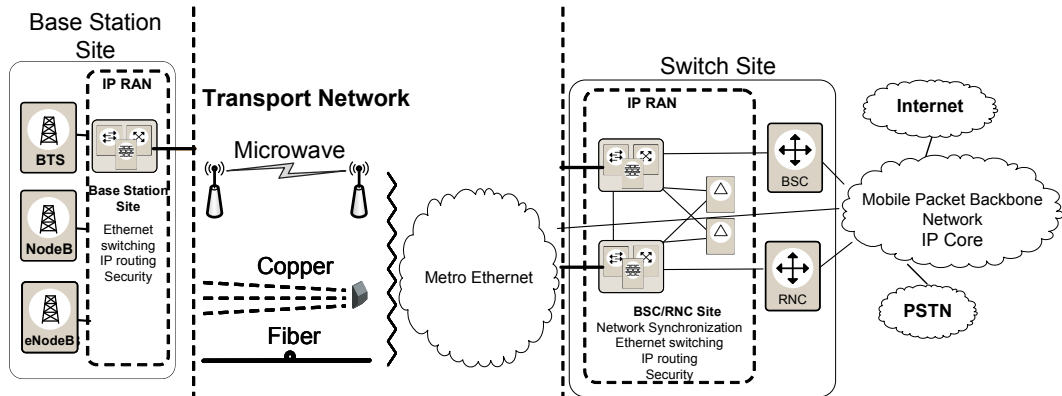 Base Station
Site
IP RAN
BTS
Base Station
Site
Ethernet
switching
IP routing
Security
NodeB
eNodeBs
Transport Network
Microwave
Copper
Fiber
Metro Ethernet
Switch Site
IP RAN
BSC
RNC
BSC/RNC Site
Network Synchronization
Ethernet switching
IP routing
Security
Internet
Mobile Packet Backbone
Network
IP Core
PSTN